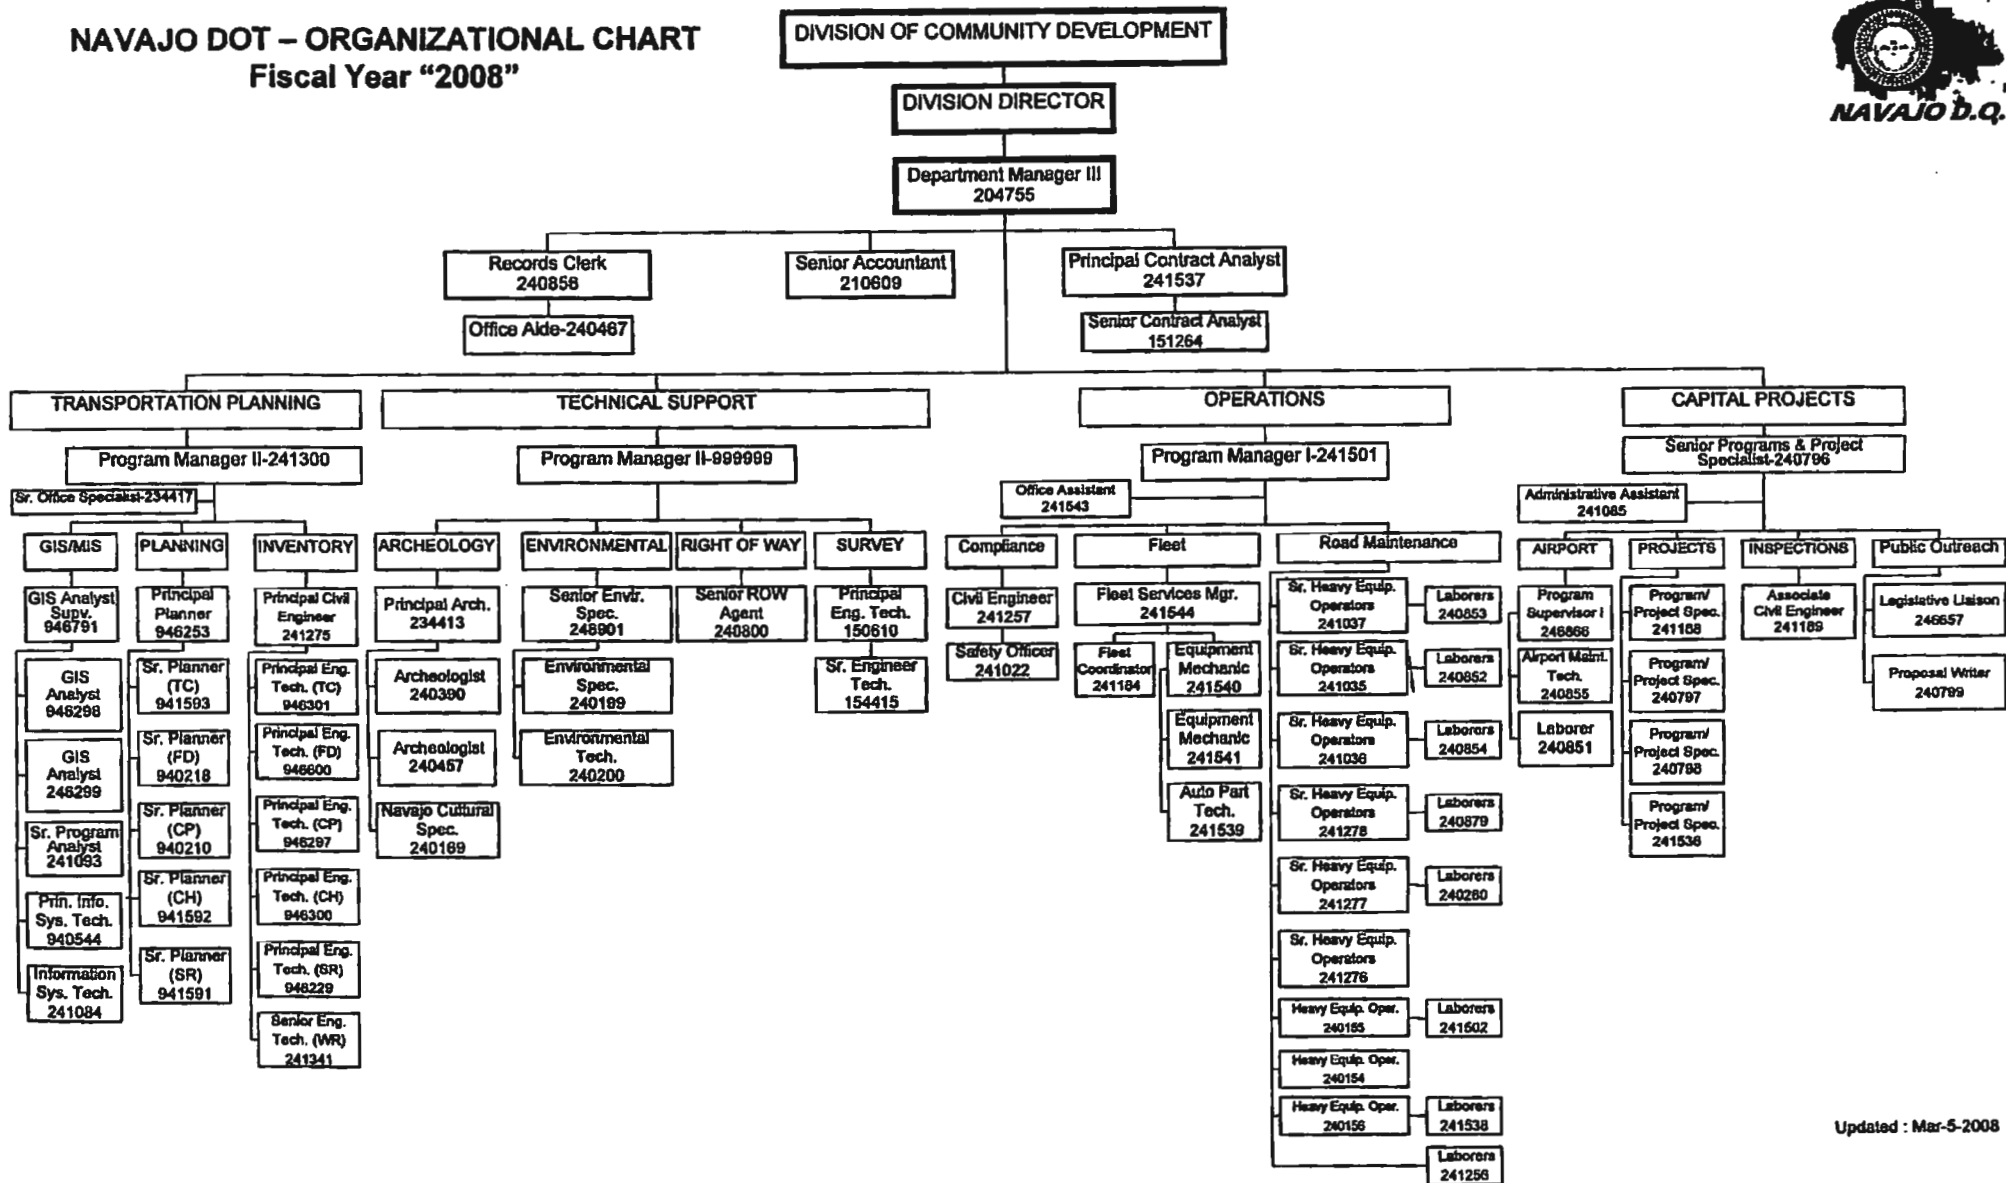 NAVAJO DOT – ORGANIZATIONAL CHART
Fiscal Year “2008”
DIVISION OF COMMUNITY DEVELOPMENT
NAVAJO D.O.
DIVISION DIRECTOR
Department Manager III
204755
Records Clerk
240858
Senior Accountant
210609
Principal Contract Analyst
241537
Office Aide-240467
Senior Contract Analyst
151264
TRANSPORTATION PLANNING
TECHNICAL SUPPORT
OPERATIONS
CAPITAL PROJECTS
Program Manager II-241300
Program Manager II-999999
Program Manager I-241501
Senior Programs & Project
Specialist-240796
Sr. Office Specialist-234417
Office Assistant
241543
Administrative Assistant
241085
GIS/MIS
GIS Analyst
Supv.
946791
GIS
Analyst
946298
GIS
Analyst
246299
Sr. Program
Analyst
241093
Prin. Info.
Sys. Tech.
940544
Information
Sys. Tech.
241084
PLANNING
Principal
Planner
946253
Sr. Planner
(TC)
941593
Sr. Planner
(FD)
940218
Sr. Planner
(CP)
940210
Sr. Planner
(CH)
941592
Sr. Planner
(SR)
941591
INVENTORY
Principal Civil
Engineer
241275
Principal Eng.
Tech. (TC)
946301
Principal Eng.
Tech. (FD)
946600
Principal Eng.
Tech. (CP)
946297
Principal Eng.
Tech. (CH)
946300
Principal Eng.
Tech. (SR)
946229
Senior Eng.
Tech. (WR)
241341
ARCHEOLOGY
Principal Arch.
234413
Archeologist
240390
Archeologist
240457
Navajo Cultural
Spec.
240169
ENVIRONMENTAL
Senior Envir.
Spec.
248901
Environmental
Spec.
240199
Environmental
Tech.
240200
RIGHT OF WAY
Senior ROW
Agent
240800
SURVEY
Principal
Eng. Tech.
150610
Sr. Engineer
Tech.
154415
Compliance
Civil Engineer
241257
Safety Officer
241022
Fleet
Fleet Services Mgr.
241544
Fleet
Coordinator
241184
Equipment
Mechanic
241540
Equipment
Mechanic
241541
Auto Part
Tech.
241539
Road Maintenance
Sr. Heavy Equip.
Operators
241037
Laborers
240853
Sr. Heavy Equip.
Operators
241035
Laborers
240852
Sr. Heavy Equip.
Operators
241036
Laborers
240854
Sr. Heavy Equip.
Operators
241278
Laborers
240879
Sr. Heavy Equip.
Operators
241277
Laborers
240260
Sr. Heavy Equip.
Operators
241276
Heavy Equip. Oper.
240155
Laborers
241502
Heavy Equip. Oper.
240154
Heavy Equip. Oper.
240156
Laborers
241538
Laborers
241256
AIRPORT
Program
Supervisor I
246866
Airport Maint.
Tech.
240855
Laborer
240851
PROJECTS
Program/
Project Spec.
241188
Program/
Project Spec.
240797
Program/
Project Spec.
240798
Program/
Project Spec.
241536
INSPECTIONS
Associate
Civil Engineer
241189
Public Outreach
Legislative Liaison
246657
Proposal Writer
240799
Updated : Mar-5-2008